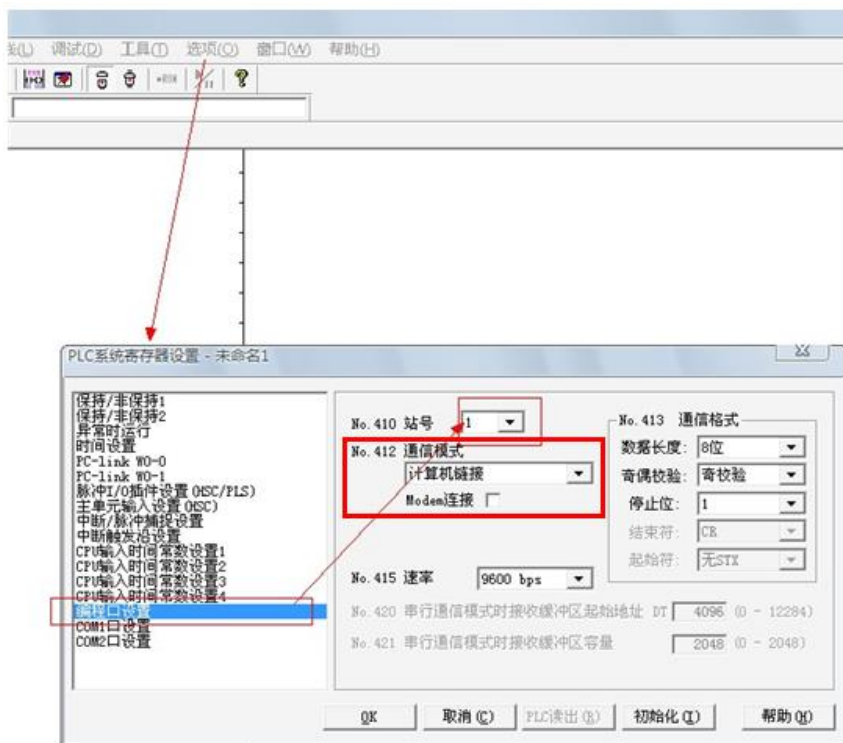 调试(D) 工具(T) 选项(O) 窗口(W) 帮助(H)
PLC系统寄存器设置 - 未命名1
保持/非保持1
保持/非保持2
异常时运行
时间设置
PC-link W0-0
PC-link W0-1
脉冲I/O插件设置(HSC/PLS)
主单元输入设置(HSC)
中断/脉冲捕捉设置
中断触发沿设置
CPU输入时间常数设置1
CPU输入时间常数设置2
CPU输入时间常数设置3
CPU输入时间常数设置4
编程口设置
COM1口设置
COM2口设置
No.410 站号 1
No.412 通信模式
计算机链接
Modem连接
No.413 通信格式
数据长度: 8位
奇偶校验: 奇校验
停止位: 1
结束符: CR
起始符: 无STX
No.415 速率 9600 bps
No.420 串行通信模式时接收缓冲区起始地址 DT 4096 (0 - 12284)
No.421 串行通信模式时接收缓冲区容量 2048 (0 - 2048)
OK 取消(C) PLC读出(R) 初始化(I) 帮助(H)